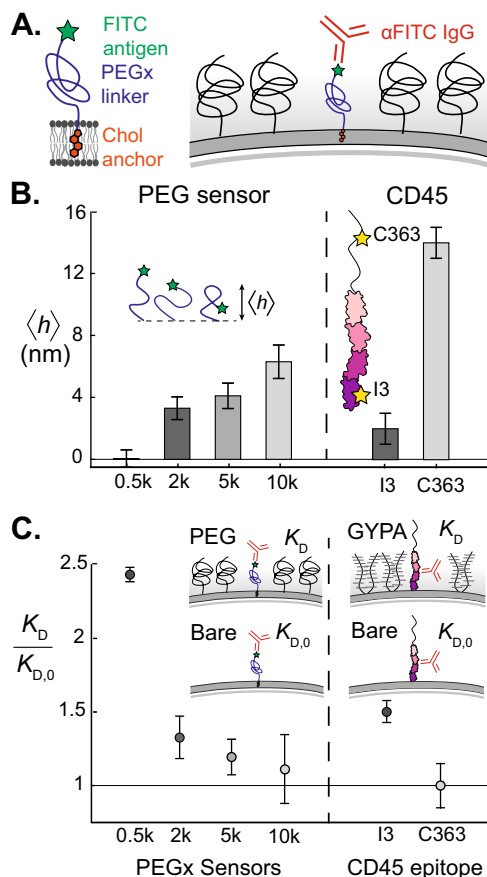 A.
FITC
antigen
PEGx
linker
Chol
anchor
αFITC IgG
B.
PEG sensor
CD45
16
12
8
4
0
⟨h⟩
(nm)
⟨h⟩
C363
I3
0.5k 2k 5k 10k
I3 C363
C.
2.5
2
1.5
1
K_D
K_D,0
PEG K_D
Bare K_D,0
GYPA K_D
Bare K_D,0
0.5k 2k 5k 10k
I3 C363
PEGx Sensors
CD45 epitope